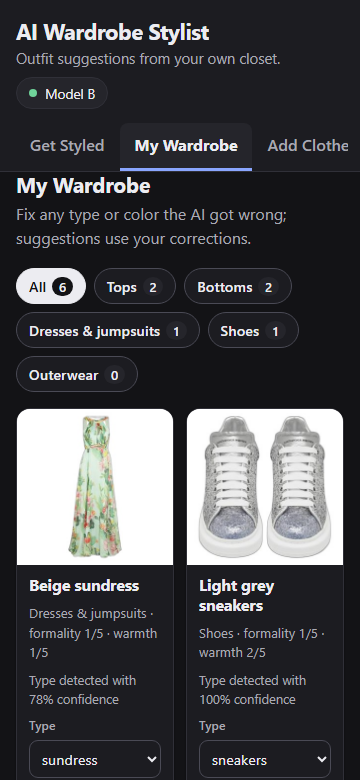 AI Wardrobe Stylist
Outfit suggestions from your own closet.
Model B
Get Styled
My Wardrobe
Add Clothe
My Wardrobe
Fix any type or color the AI got wrong;
suggestions use your corrections.
All 6
Tops 2
Bottoms 2
Dresses & jumpsuits 1
Shoes 1
Outerwear 0
Beige sundress
Dresses & jumpsuits ·
formality 1/5 · warmth
1/5
Type detected with
78% confidence
Type
sundress
Light grey
sneakers
Shoes · formality 1/5 ·
warmth 2/5
Type detected with
100% confidence
Type
sneakers